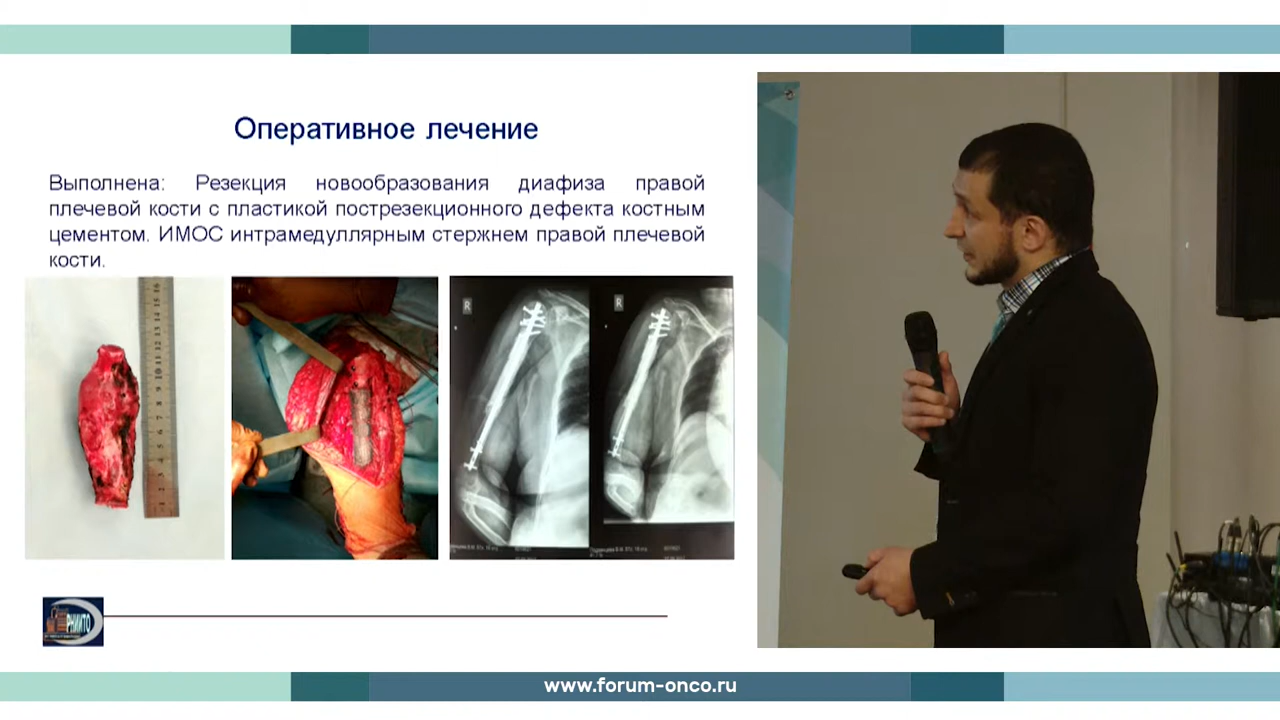 Оперативное лечение
Выполнена: Резекция новообразования диафиза правой
плечевой кости с пластикой пострезекционного дефекта костным
цементом. ИМОС интрамедуллярным стержнем правой плечевой
кости.
R
R
РНИИТО
www.forum-onco.ru